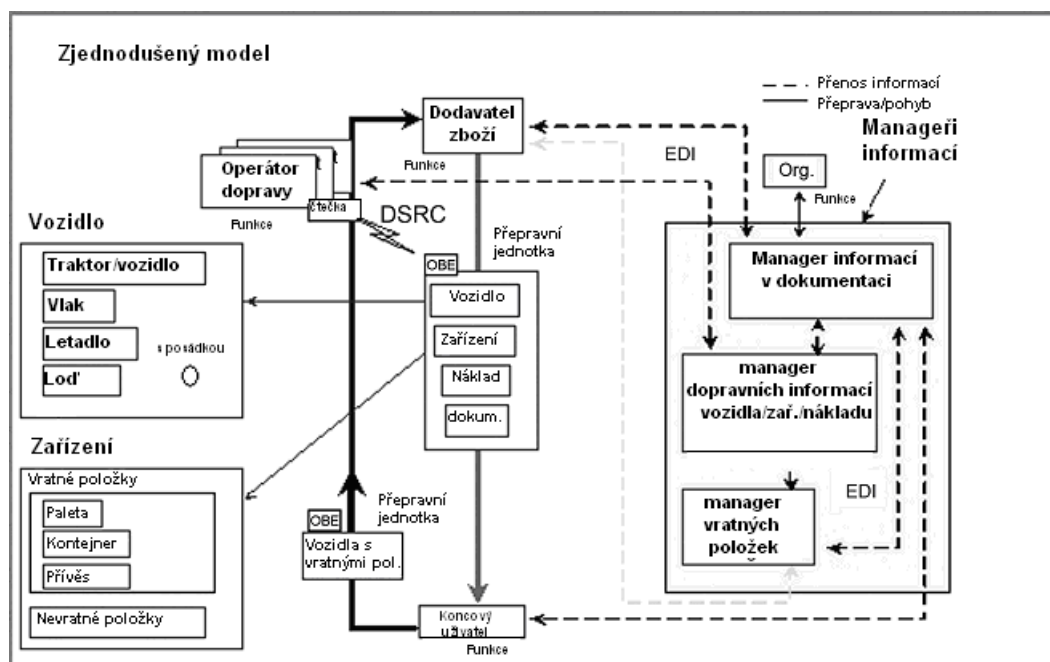 Zjednodušený model
Přenos informací
Přeprava/pohyb
Manageři
informací
Dodavatel
zboží
Funkce
EDI
Org.
Funkce
Operátor
dopravy
čtečka
Funkce
DSRC
Přepravní
jednotka
Vozidlo
Traktor/vozidlo
Vlak
Letadlo
Loď
s posádkou
OBE
Vozidlo
Zařízení
Náklad
dokum.
Manager informací
v dokumentaci
manager
dopravních informací
vozidla/zař./nákladu
manager
vratných
položek
EDI
Zařízení
Vratné položky
Paleta
Kontejner
Přívěs
Nevratné položky
Přepravní
jednotka
OBE
Vozidla s
vratnými pol.
Koncový
uživatel
Funkce